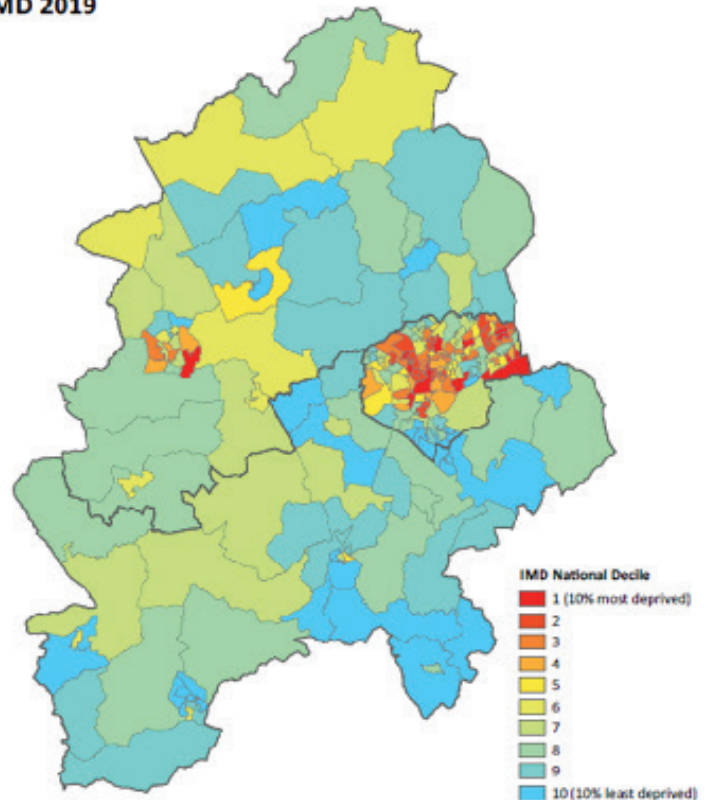 MD 2019
IMD National Decile
1 (10% most deprived)
2
3
4
5
6
7
8
9
10 (10% least deprived)